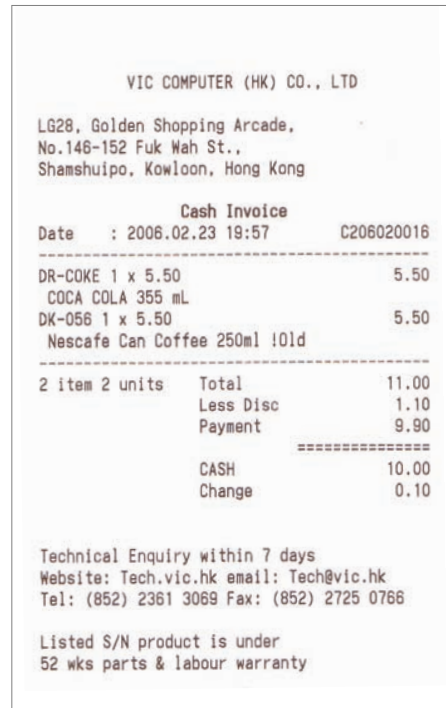 VIC COMPUTER (HK) CO., LTD
LG28, Golden Shopping Arcade,
No.146-152 Fuk Wah St.,
Shamshuipo, Kowloon, Hong Kong
Cash Invoice
Date : 2006.02.23 19:57 C206020016
DR-COKE 1 x 5.50 5.50
COCA COLA 355 mL
DK-056 1 x 5.50 5.50
Nescafe Can Coffee 250ml !Old
2 item 2 units Total 11.00
Less Disc 1.10
Payment 9.90
===============
CASH 10.00
Change 0.10
Technical Enquiry within 7 days
Website: Tech.vic.hk email: Tech@vic.hk
Tel: (852) 2361 3069 Fax: (852) 2725 0766
Listed S/N product is under
52 wks parts & labour warranty